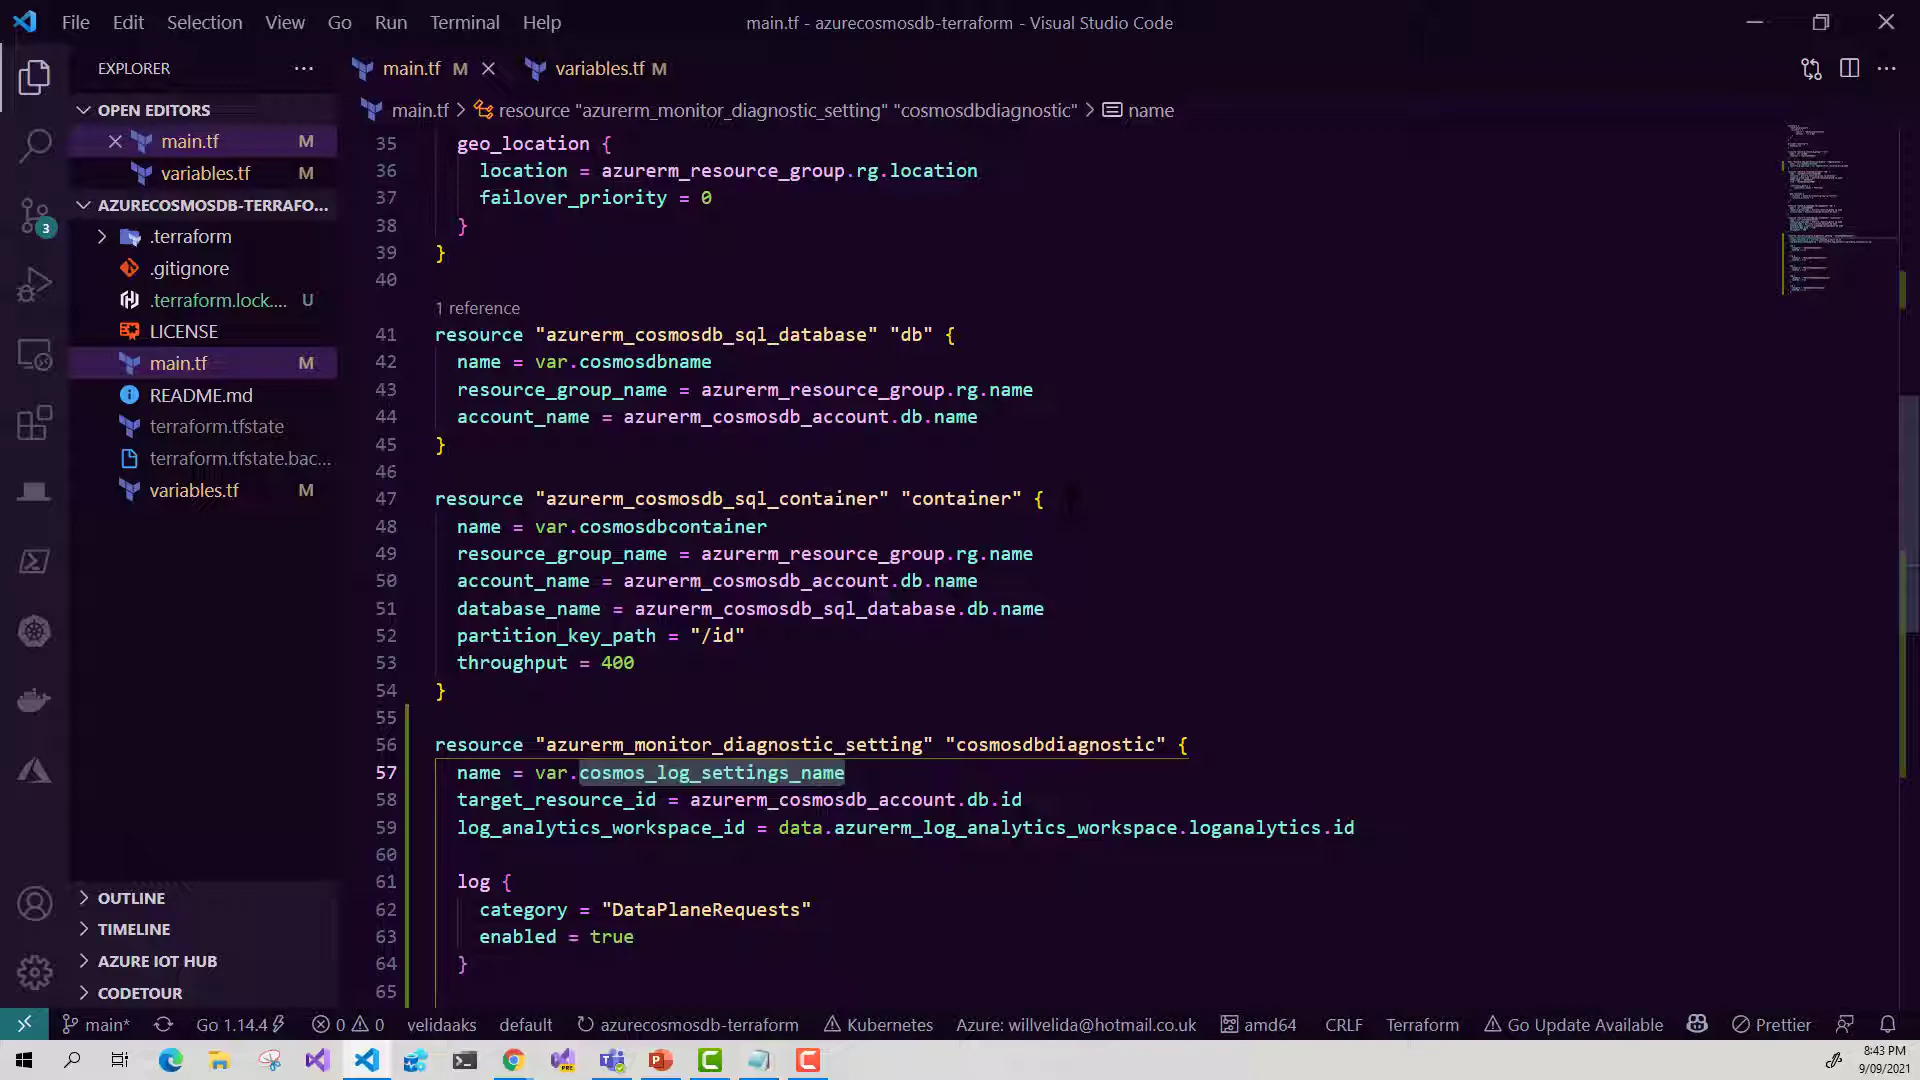 File Edit Selection View Go Run Terminal Help
main.tf - azurecosmosdb-terraform - Visual Studio Code
EXPLORER
main.tf M
variables.tf M
main.tf > resource "azurerm_monitor_diagnostic_setting" "cosmosdbdiagnostic" > name
OPEN EDITORS
main.tf M
variables.tf M
AZURECOSMOSDB-TERRAFO...
.terraform
.gitignore
.terraform.lock.... U
LICENSE
main.tf M
README.md
terraform.tfstate
terraform.tfstate.bac...
variables.tf M
OUTLINE
TIMELINE
AZURE IOT HUB
CODETOUR
3
35 geo_location {
36 location = azurerm_resource_group.rg.location
37 failover_priority = 0
38 }
39 }
40
1 reference
41 resource "azurerm_cosmosdb_sql_database" "db" {
42 name = var.cosmosdbname
43 resource_group_name = azurerm_resource_group.rg.name
44 account_name = azurerm_cosmosdb_account.db.name
45 }
46
47 resource "azurerm_cosmosdb_sql_container" "container" {
48 name = var.cosmosdbcontainer
49 resource_group_name = azurerm_resource_group.rg.name
50 account_name = azurerm_cosmosdb_account.db.name
51 database_name = azurerm_cosmosdb_sql_database.db.name
52 partition_key_path = "/id"
53 throughput = 400
54 }
55
56 resource "azurerm_monitor_diagnostic_setting" "cosmosdbdiagnostic" {
57 name = var.cosmos_log_settings_name
58 target_resource_id = azurerm_cosmosdb_account.db.id
59 log_analytics_workspace_id = data.azurerm_log_analytics_workspace.loganalytics.id
60
61 log {
62 category = "DataPlaneRequests"
63 enabled = true
64 }
65
main* Go 1.14.4 0 0 velidaaks default azurecosmosdb-terraform Kubernetes Azure: willvelida@hotmail.co.uk amd64 CRLF Terraform Go Update Available Prettier
8:43 PM
9/09/2021